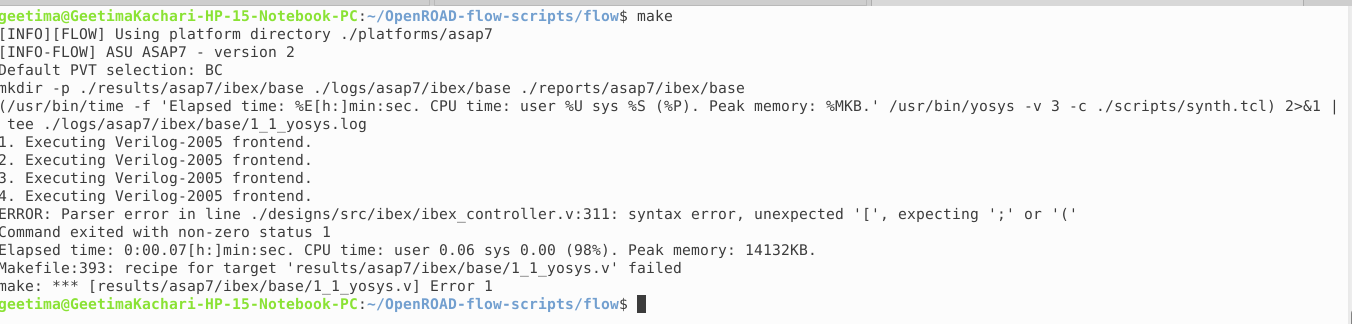 geetima@GeetimaKachari-HP-15-Notebook-PC:~/OpenROAD-flow-scripts/flow$ make
[INFO][FLOW] Using platform directory ./platforms/asap7
[INFO-FLOW] ASU ASAP7 - version 2
Default PVT selection: BC
mkdir -p ./results/asap7/ibex/base ./logs/asap7/ibex/base ./reports/asap7/ibex/base
(/usr/bin/time -f 'Elapsed time: %E[h:]min:sec. CPU time: user %U sys %S (%P). Peak memory: %MKB.' /usr/bin/yosys -v 3 -c ./scripts/synth.tcl) 2>&1 |
tee ./logs/asap7/ibex/base/1_1_yosys.log
1. Executing Verilog-2005 frontend.
2. Executing Verilog-2005 frontend.
3. Executing Verilog-2005 frontend.
4. Executing Verilog-2005 frontend.
ERROR: Parser error in line ./designs/src/ibex/ibex_controller.v:311: syntax error, unexpected '[', expecting ';' or '('
Command exited with non-zero status 1
Elapsed time: 0:00.07[h:]min:sec. CPU time: user 0.06 sys 0.00 (98%). Peak memory: 14132KB.
Makefile:393: recipe for target 'results/asap7/ibex/base/1_1_yosys.v' failed
make: *** [results/asap7/ibex/base/1_1_yosys.v] Error 1
geetima@GeetimaKachari-HP-15-Notebook-PC:~/OpenROAD-flow-scripts/flow$